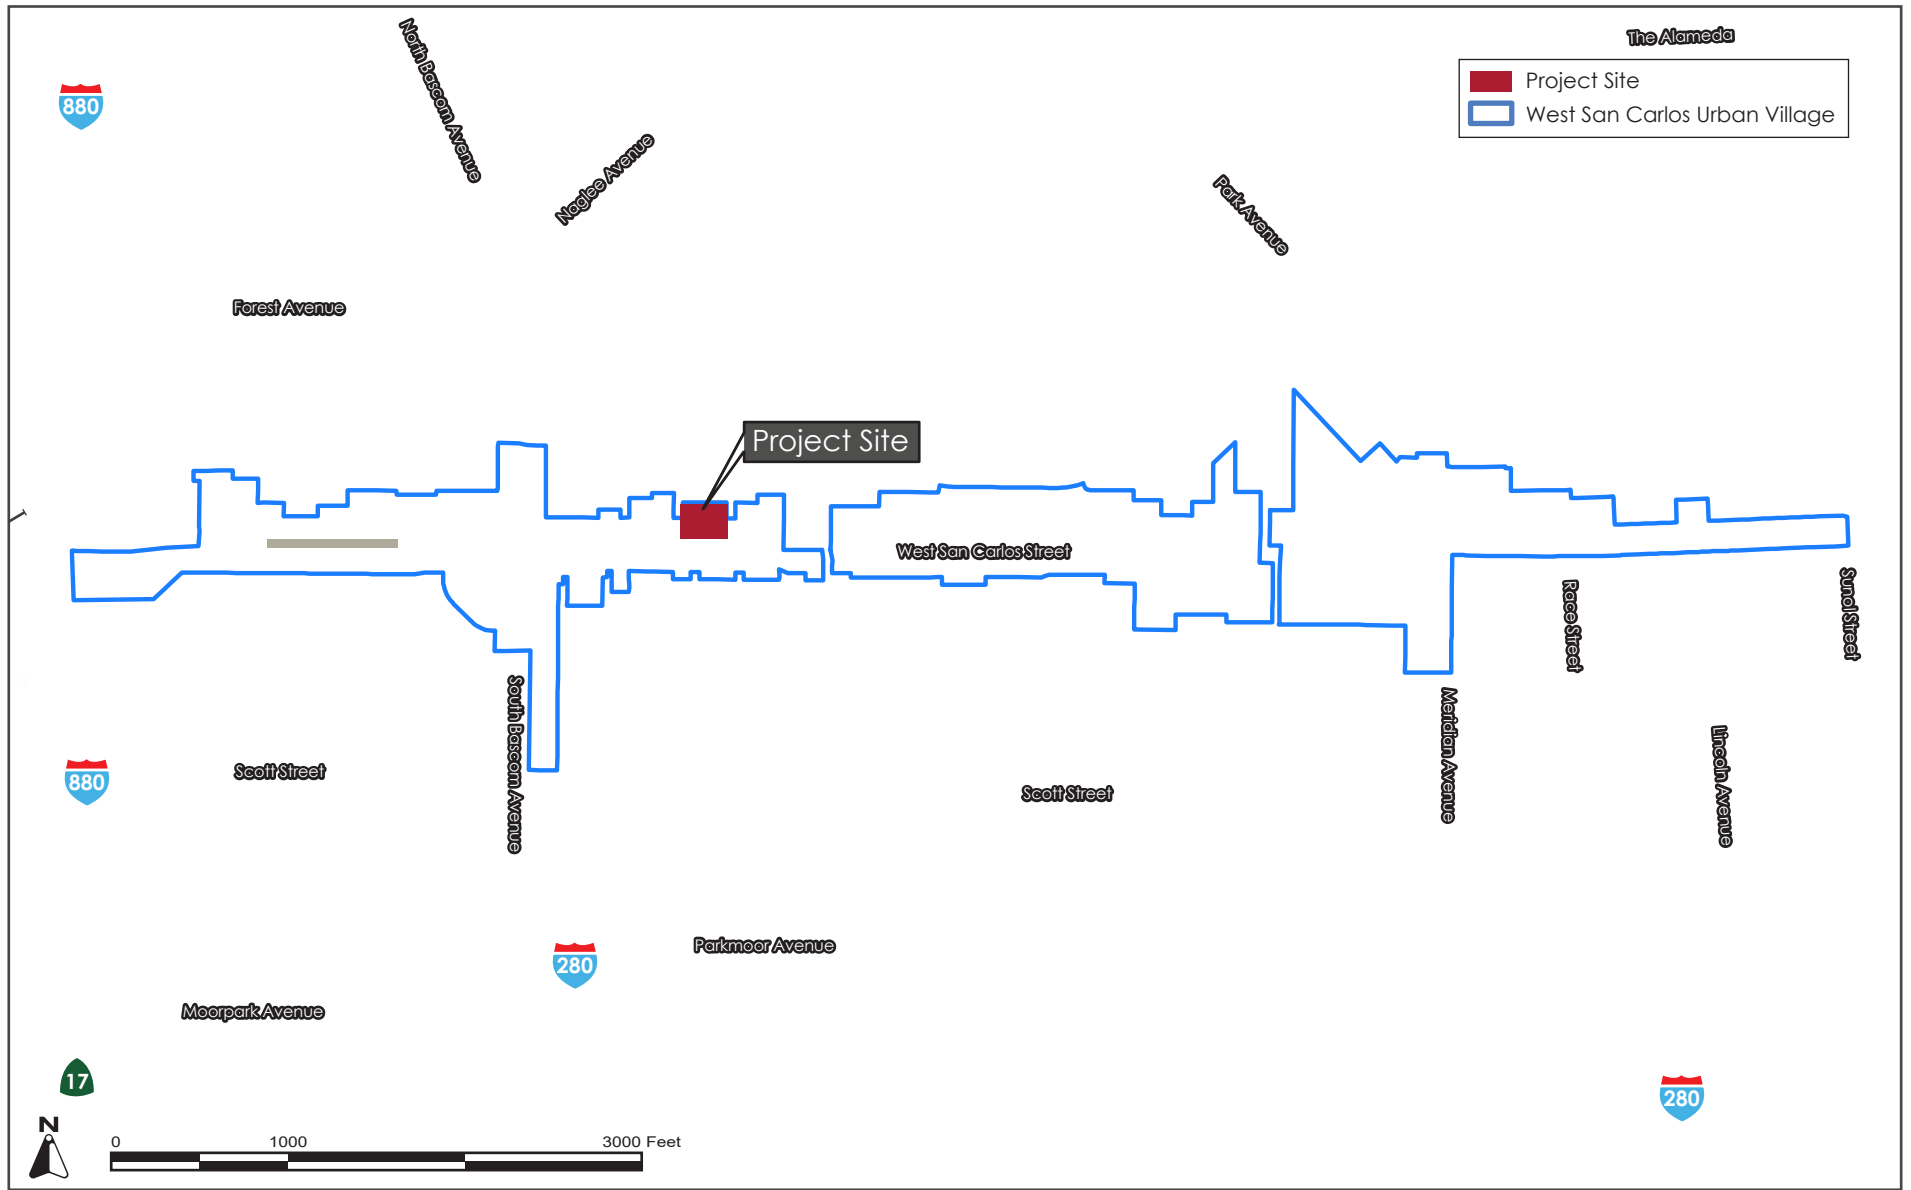 The Alameda
North Bascom Avenue
880
Project Site
West San Carlos Urban Village
Naglee Avenue
Park Avenue
Forest Avenue
Project Site
West San Carlos Street
Race Street
Sunol Street
South Bascom Avenue
Meridian Avenue
Lincoln Avenue
880
Scott Street
Scott Street
280
Parkmoor Avenue
Moorpark Avenue
17
280
N
0 1000 3000 Feet